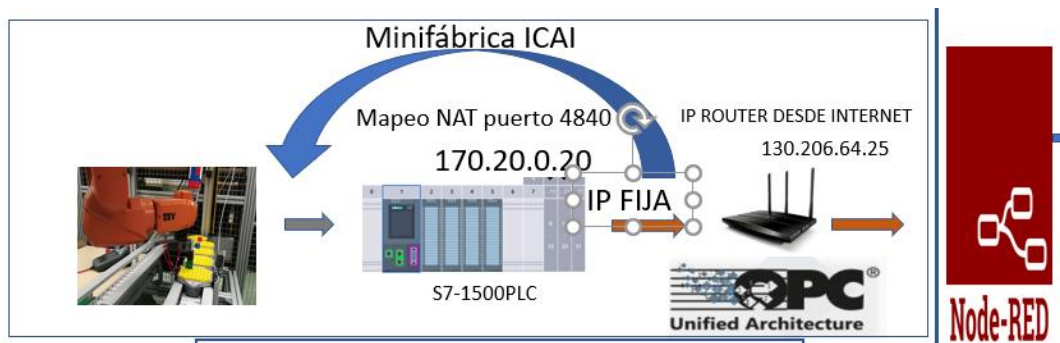 Minifábrica ICAI
Mapeo NAT puerto 4840
170.20.0.20
IP FIJA
IP ROUTER DESDE INTERNET
130.206.64.25
S7-1500PLC
OPC®
Unified Architecture
Node-RED